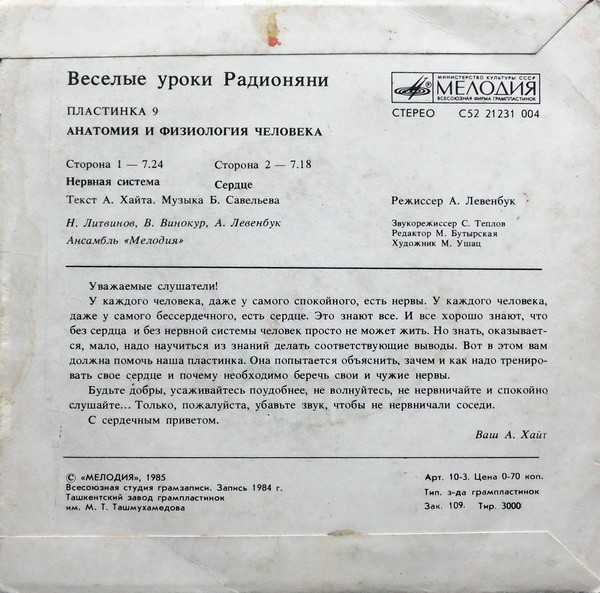 Веселые уроки Радионяни
МИНИСТЕРСТВО КУЛЬТУРЫ СССР
МЕЛОДИЯ
ВСЕСОЮЗНАЯ ФИРМА ГРАМПЛАСТИНОК
ПЛАСТИНКА 9
СТЕРЕО С52 21231 004
АНАТОМИЯ И ФИЗИОЛОГИЯ ЧЕЛОВЕКА
Сторона 1 — 7.24 Сторона 2 — 7.18
Нервная система Сердце
Текст А. Хайта. Музыка Б. Савельева
Режиссер А. Левенбук
Н. Литвинов, В. Винокур, А. Левенбук
Ансамбль «Мелодия»
Звукорежиссер С. Теплов
Редактор М. Бутырская
Художник М. Ушац
Уважаемые слушатели!
У каждого человека, даже у самого спокойного, есть нервы. У каждого человека,
даже у самого бессердечного, есть сердце. Это знают все. И все хорошо знают, что
без сердца и без нервной системы человек просто не может жить. Но знать, оказывает-
ся, мало, надо научиться из знаний делать соответствующие выводы. Вот в этом вам
должна помочь наша пластинка. Она попытается объяснить, зачем и как надо трениро-
вать свое сердце и почему необходимо беречь свои и чужие нервы.
Будьте добры, усаживайтесь поудобнее, не волнуйтесь, не нервничайте и спокойно
слушайте... Только, пожалуйста, убавьте звук, чтобы не нервничали соседи.
С сердечным приветом.
Ваш А. Хайт
© «МЕЛОДИЯ», 1985
Всесоюзная студия грамзаписи. Запись 1984 г.
Ташкентский завод грампластинок
им. М. Т. Ташмухамедова
Арт. 10-3. Цена 0-70 коп.
Тип. з-да грампластинок
Зак. 109. Тир. 3000